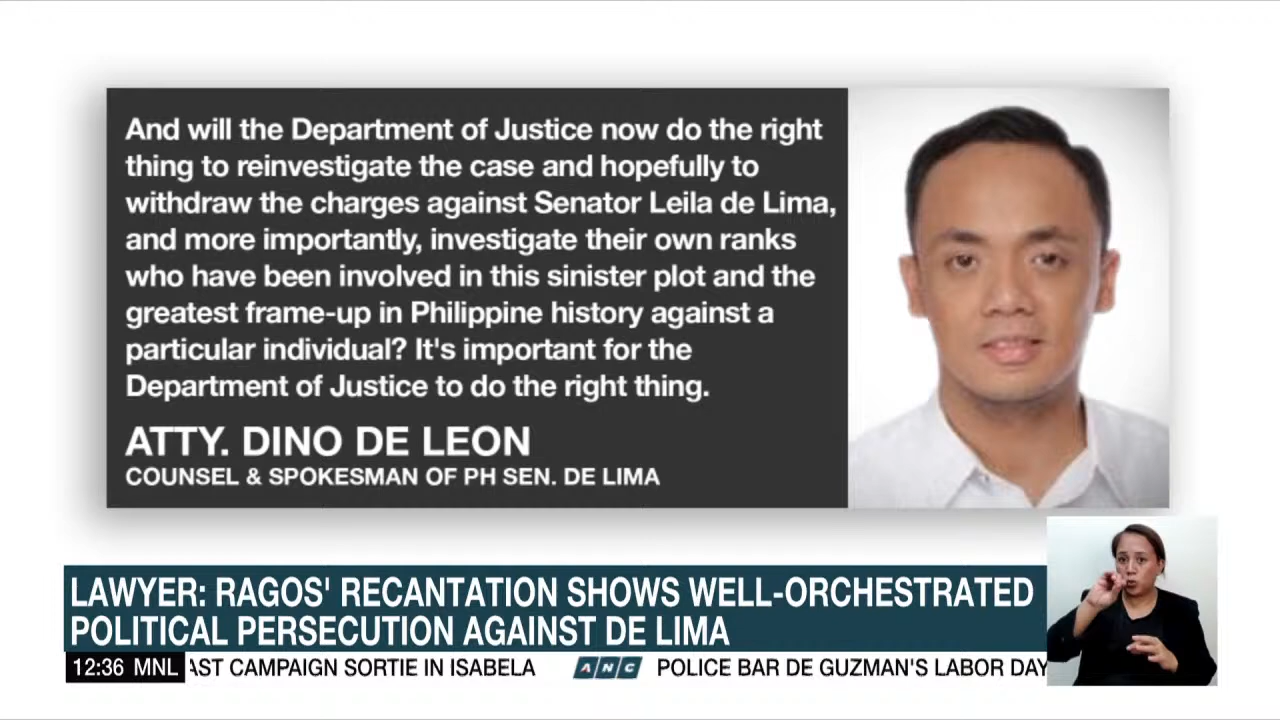 And will the Department of Justice now do the right
thing to reinvestigate the case and hopefully to
withdraw the charges against Senator Leila de Lima,
and more importantly, investigate their own ranks
who have been involved in this sinister plot and the
greatest frame-up in Philippine history against a
particular individual? It's important for the
Department of Justice to do the right thing.
ATTY. DINO DE LEON
COUNSEL & SPOKESMAN OF PH SEN. DE LIMA
LAWYER: RAGOS' RECANTATION SHOWS WELL-ORCHESTRATED
POLITICAL PERSECUTION AGAINST DE LIMA
12:36 MNL AST CAMPAIGN SORTIE IN ISABELA ANC POLICE BAR DE GUZMAN'S LABOR DAY